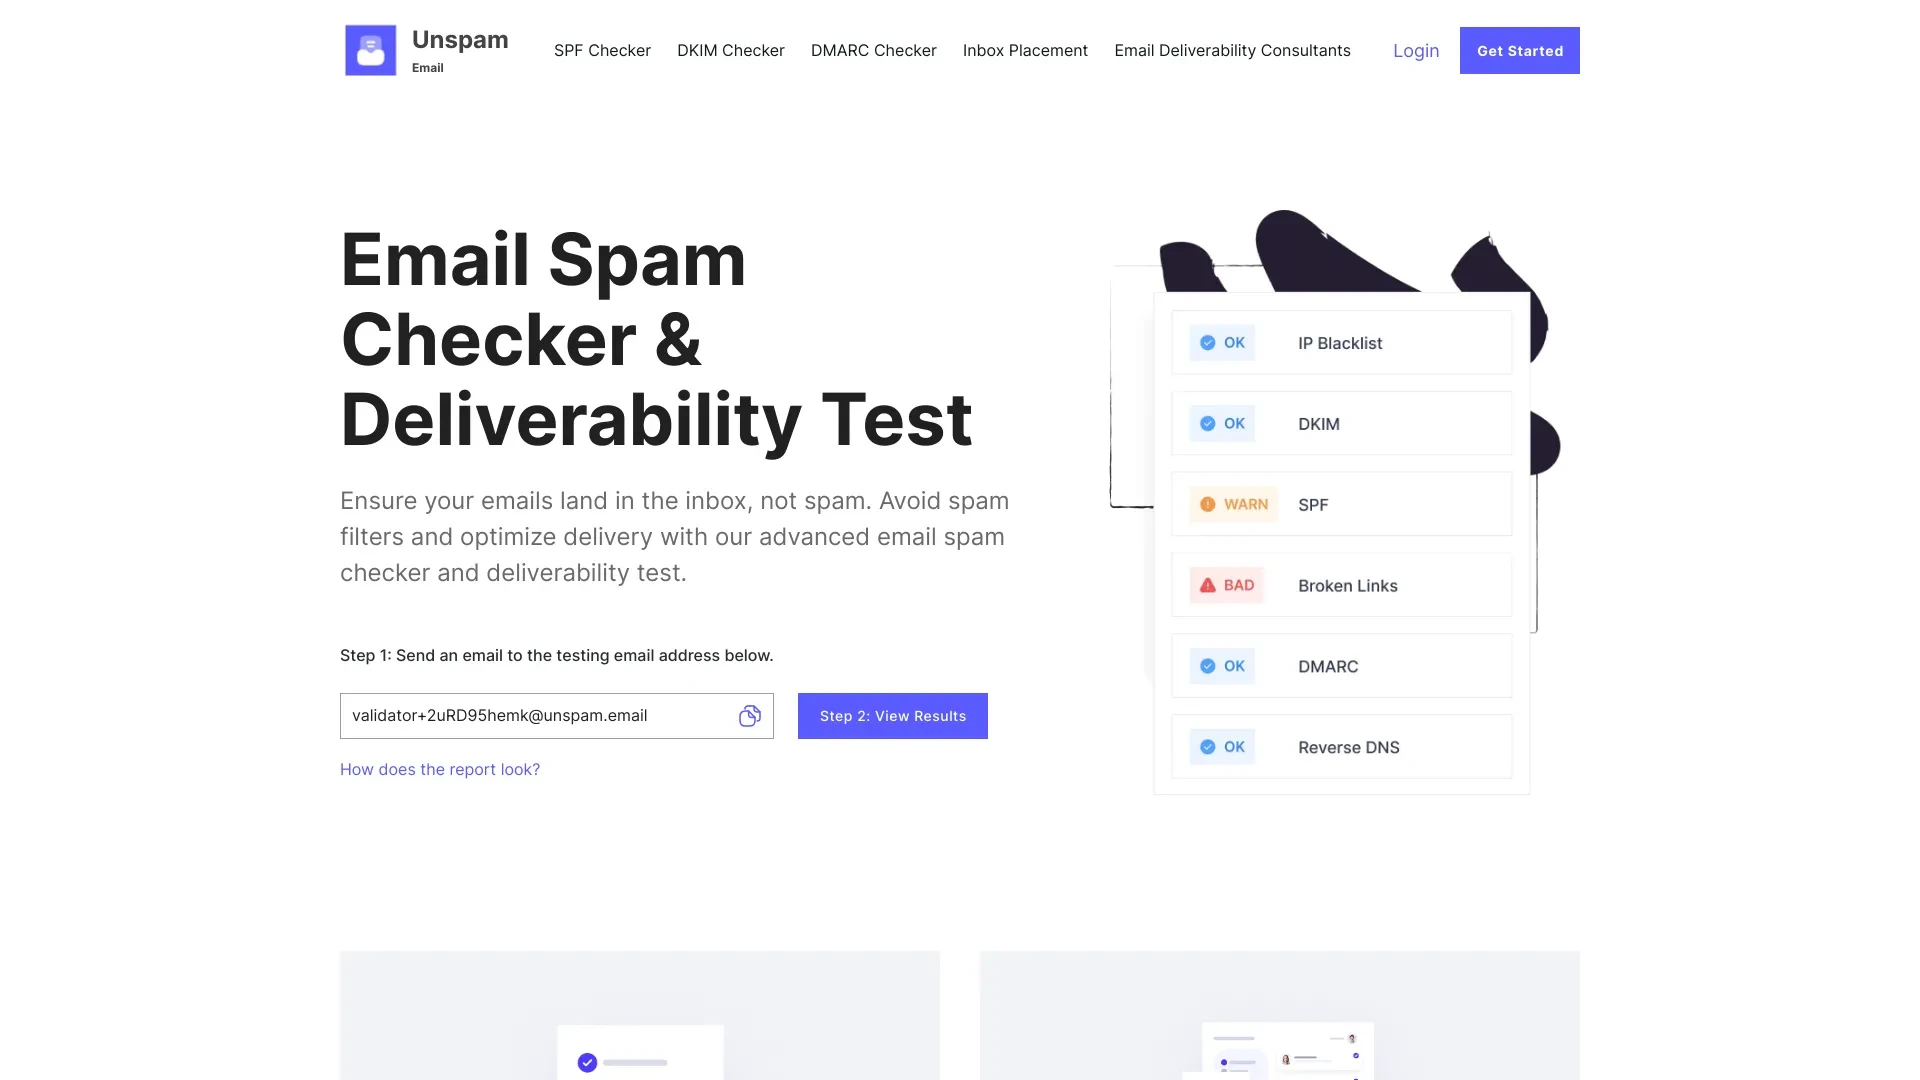 Unspam
Email
SPF Checker
DKIM Checker
DMARC Checker
Inbox Placement
Email Deliverability Consultants
Login
Get Started
Email Spam
Checker &
Deliverability Test
Ensure your emails land in the inbox, not spam. Avoid spam
filters and optimize delivery with our advanced email spam
checker and deliverability test.
Step 1: Send an email to the testing email address below.
validator+2uRD95hemk@unspam.email
Step 2: View Results
How does the report look?
OK IP Blacklist
OK DKIM
WARN SPF
BAD Broken Links
OK DMARC
OK Reverse DNS